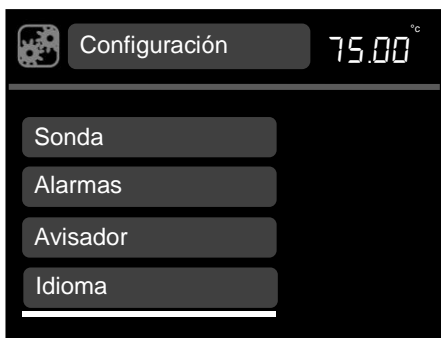 Configuración
75.00 °c
Sonda
Alarmas
Avisador
Idioma